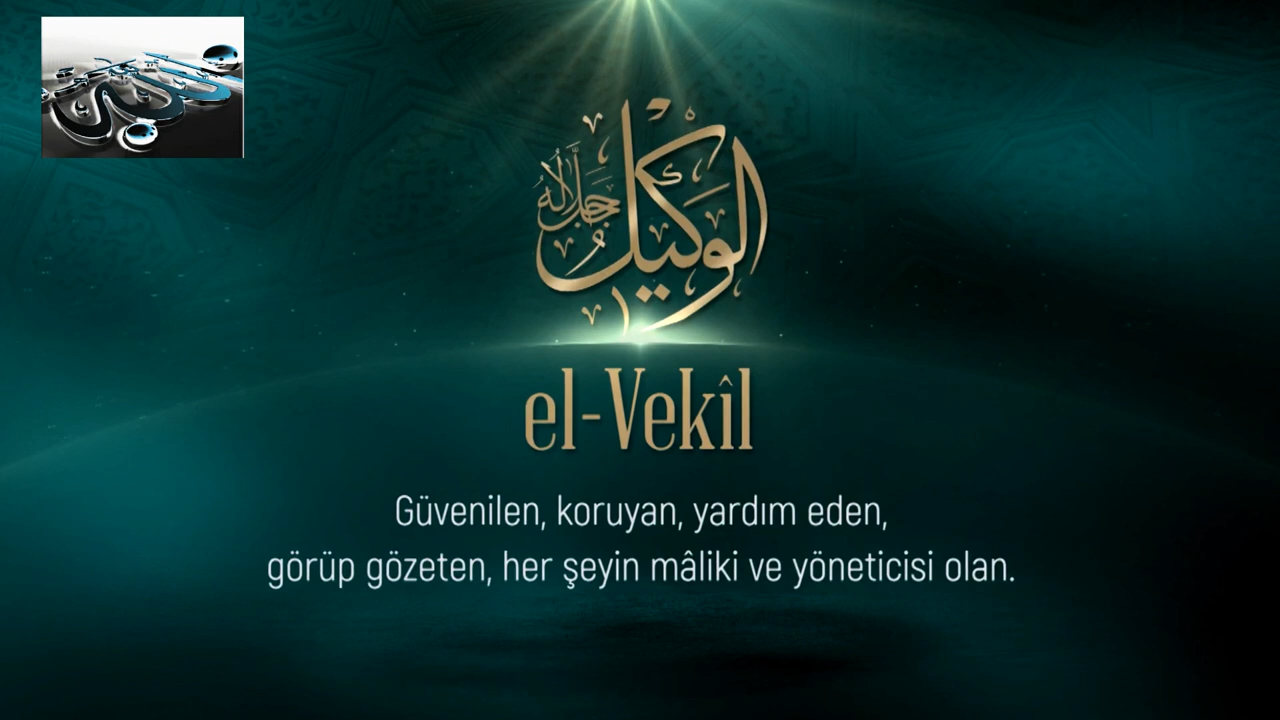 الوكيل
جل جلاله
el-Vekîl
Güvenilen, koruyan, yardım eden,
görüp gözeten, her şeyin mâliki ve yöneticisi olan.